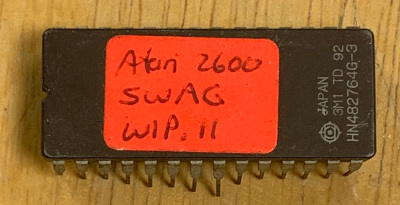 Atari 2600
SWAG
WIP. 11
JAPAN
3M1 TD 92
HN482764G-3